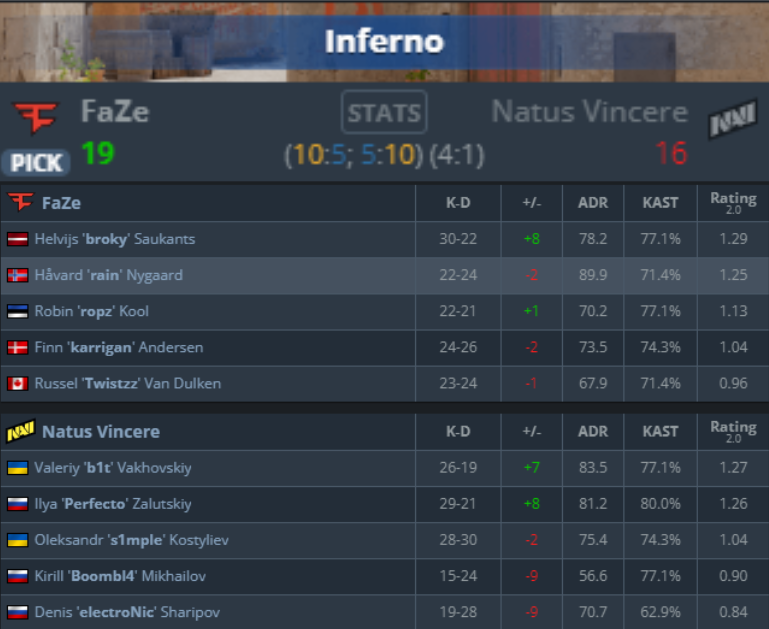 Inferno
FaZe STATS Natus Vincere NAVI
PICK 19 (10:5; 5:10) (4:1) 16
FaZe K-D +/- ADR KAST Rating 2.0
Helvijs 'broky' Saukants 30-22 +8 78.2 77.1% 1.29
Håvard 'rain' Nygaard 22-24 -2 89.9 71.4% 1.25
Robin 'ropz' Kool 22-21 +1 70.2 77.1% 1.13
Finn 'karrigan' Andersen 24-26 -2 73.5 74.3% 1.04
Russel 'Twistzz' Van Dulken 23-24 -1 67.9 71.4% 0.96
NAVI Natus Vincere K-D +/- ADR KAST Rating 2.0
Valeriy 'b1t' Vakhovskiy 26-19 +7 83.5 77.1% 1.27
Ilya 'Perfecto' Zalutskiy 29-21 +8 81.2 80.0% 1.26
Oleksandr 's1mple' Kostyliev 28-30 -2 75.4 74.3% 1.04
Kirill 'Boombl4' Mikhailov 15-24 -9 56.6 77.1% 0.90
Denis 'electroNic' Sharipov 19-28 -9 70.7 62.9% 0.84